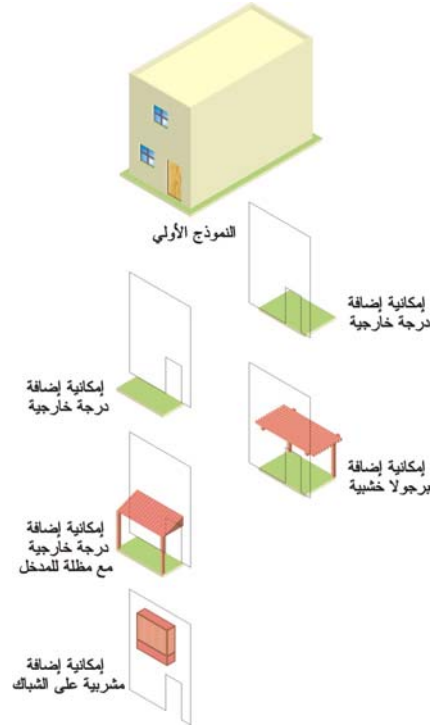 النموذج الأولي
إمكانية إضافة
درجة خارجية
إمكانية إضافة
درجة خارجية
إمكانية إضافة
برجولا خشبية
إمكانية إضافة
درجة خارجية
مع مظلة للمدخل
إمكانية إضافة
مشربية على الشباك